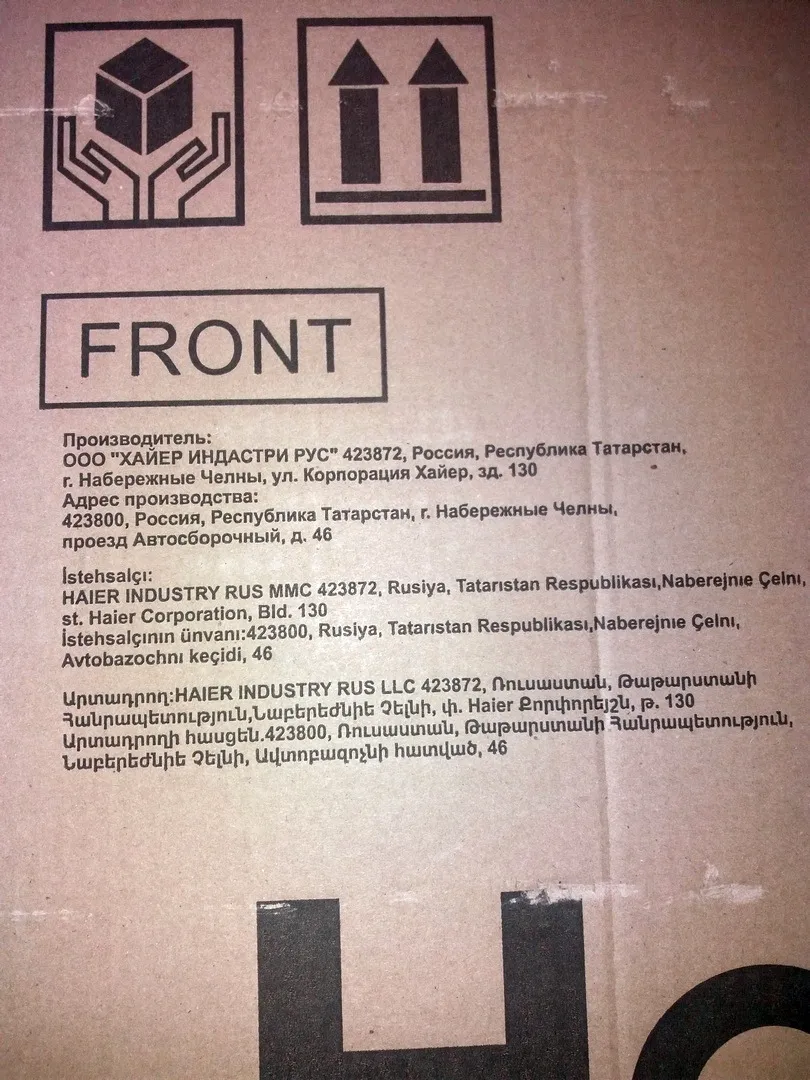 FRONT
Производитель:
ООО "ХАЙЕР ИНДАСТРИ РУС" 423872, Россия, Республика Татарстан,
г. Набережные Челны, ул. Корпорация Хайер, зд. 130
Адрес производства:
423800, Россия, Республика Татарстан, г. Набережные Челны,
проезд Автосборочный, д. 46
İstehsalçı:
HAIER INDUSTRY RUS MMC 423872, Rusiya, Tatarıstan Respublikası,Naberejnıe Çelnı,
st. Haier Corporation, Bld. 130
İstehsalçının ünvanı:423800, Rusiya, Tatarıstan Respublikası,Naberejnıe Çelnı,
Avtobazochnı keçidi, 46
Արտադրող:HAIER INDUSTRY RUS LLC 423872, Ռուսաստան, Թաթարստանի
Հանրապետություն,Նաբերեժնիե Չելնի, փ. Haier Քորփորեյշն, թ. 130
Արտադրողի հասցեն.423800, Ռուսաստան, Թաթարստանի Հանրապետություն,
Նաբերեժնիե Չելնի, Ավտոբազոչնի հատված, 46